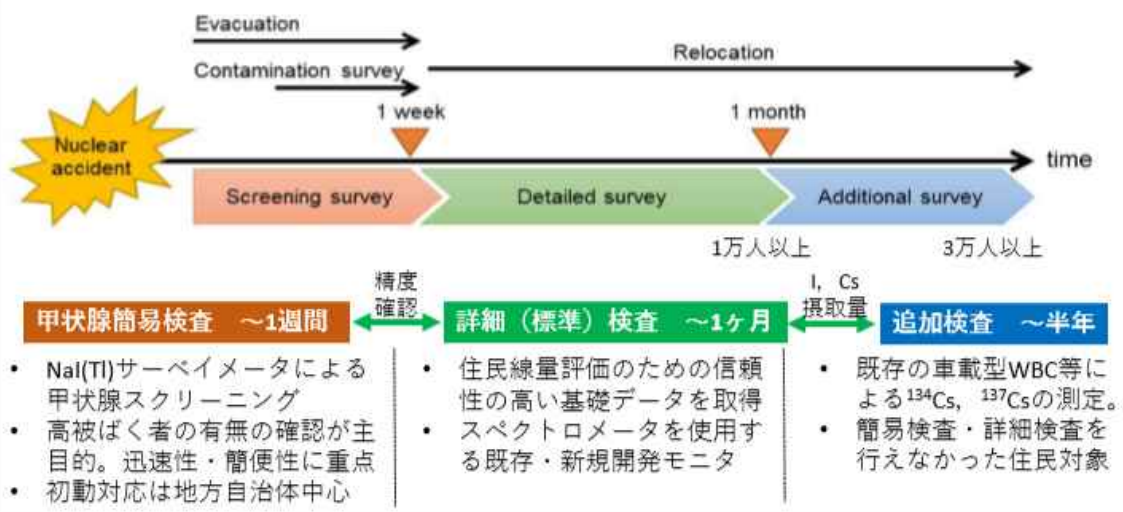 Evacuation
Contamination survey
Relocation
1 week
1 month
Nuclear
accident
time
Screening survey
Detailed survey
Additional survey
1万人以上
3万人以上
精度
確認
I, Cs
摂取量
甲状腺簡易検査 ～1週間
詳細（標準）検査 ～1ヶ月
追加検査 ～半年
• NaI(Tl)サーベイメータによる
甲状腺スクリーニング
• 高被ばく者の有無の確認が主
目的。迅速性・簡便性に重点
• 初動対応は地方自治体中心
• 住民線量評価のための信頼
性の高い基礎データを取得
• スペクトロメータを使用す
る既存・新規開発モニタ
• 既存の車載型WBC等に
よる¹³⁴Cs, ¹³⁷Csの測定。
• 簡易検査・詳細検査を
行えなかった住民対象